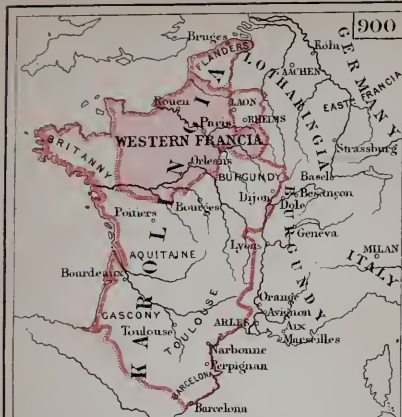 900
Bruges
Köln
GERMANY
FLANDERS
AACHEN
LOTHARINGIA
EAST FRANCIA
Rouen
LAON
RHEIMS
Paris
WESTERN FRANCIA
Strassburg
BRITANNY
Orleans
BURGUNDY
Basel
Besançon
Dijon
Dole
Poitiers
Bourges
Geneva
BURGUNDY
MILAN
AQUITAINE
Lyons
ITALY
KAROLINGIA
Bourdeaux
Orange
GASCONY
Avignon
TOULOUSE
ARLES
Aix
Toulouse
Marseilles
Narbonne
Perpignan
BARCELONA
Barcelona